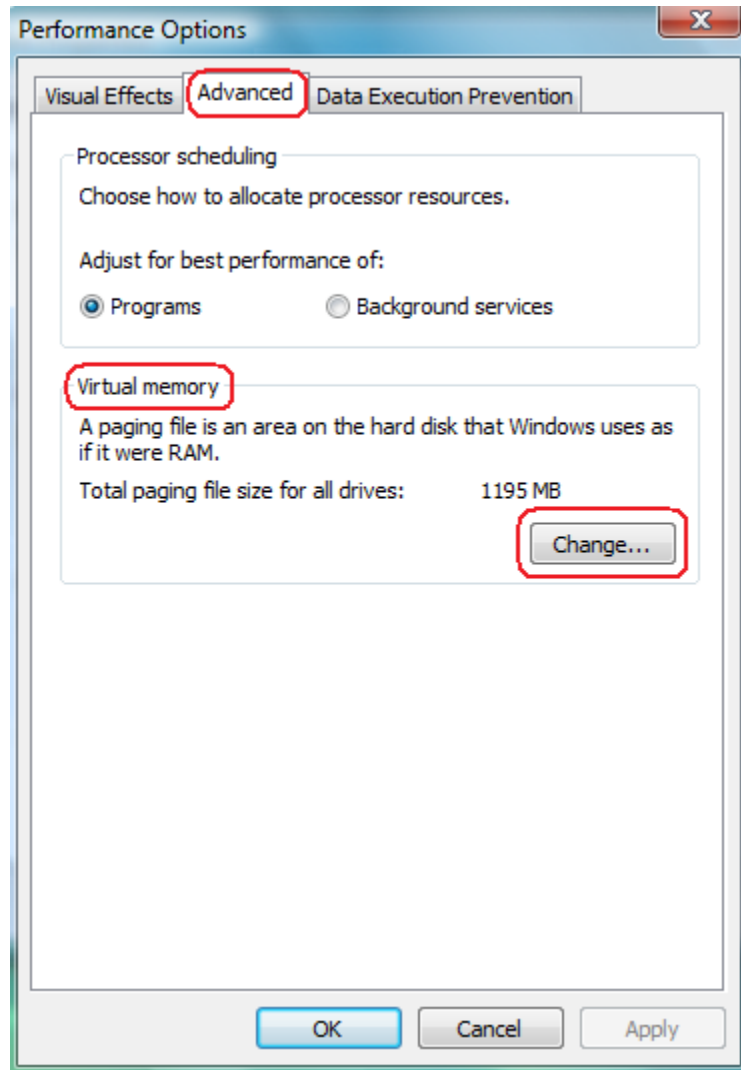 Performance Options
X
Visual Effects Advanced Data Execution Prevention
Processor scheduling
Choose how to allocate processor resources.
Adjust for best performance of:
Programs Background services
Virtual memory
A paging file is an area on the hard disk that Windows uses as
if it were RAM.
Total paging file size for all drives: 1195 MB
Change...
OK Cancel Apply